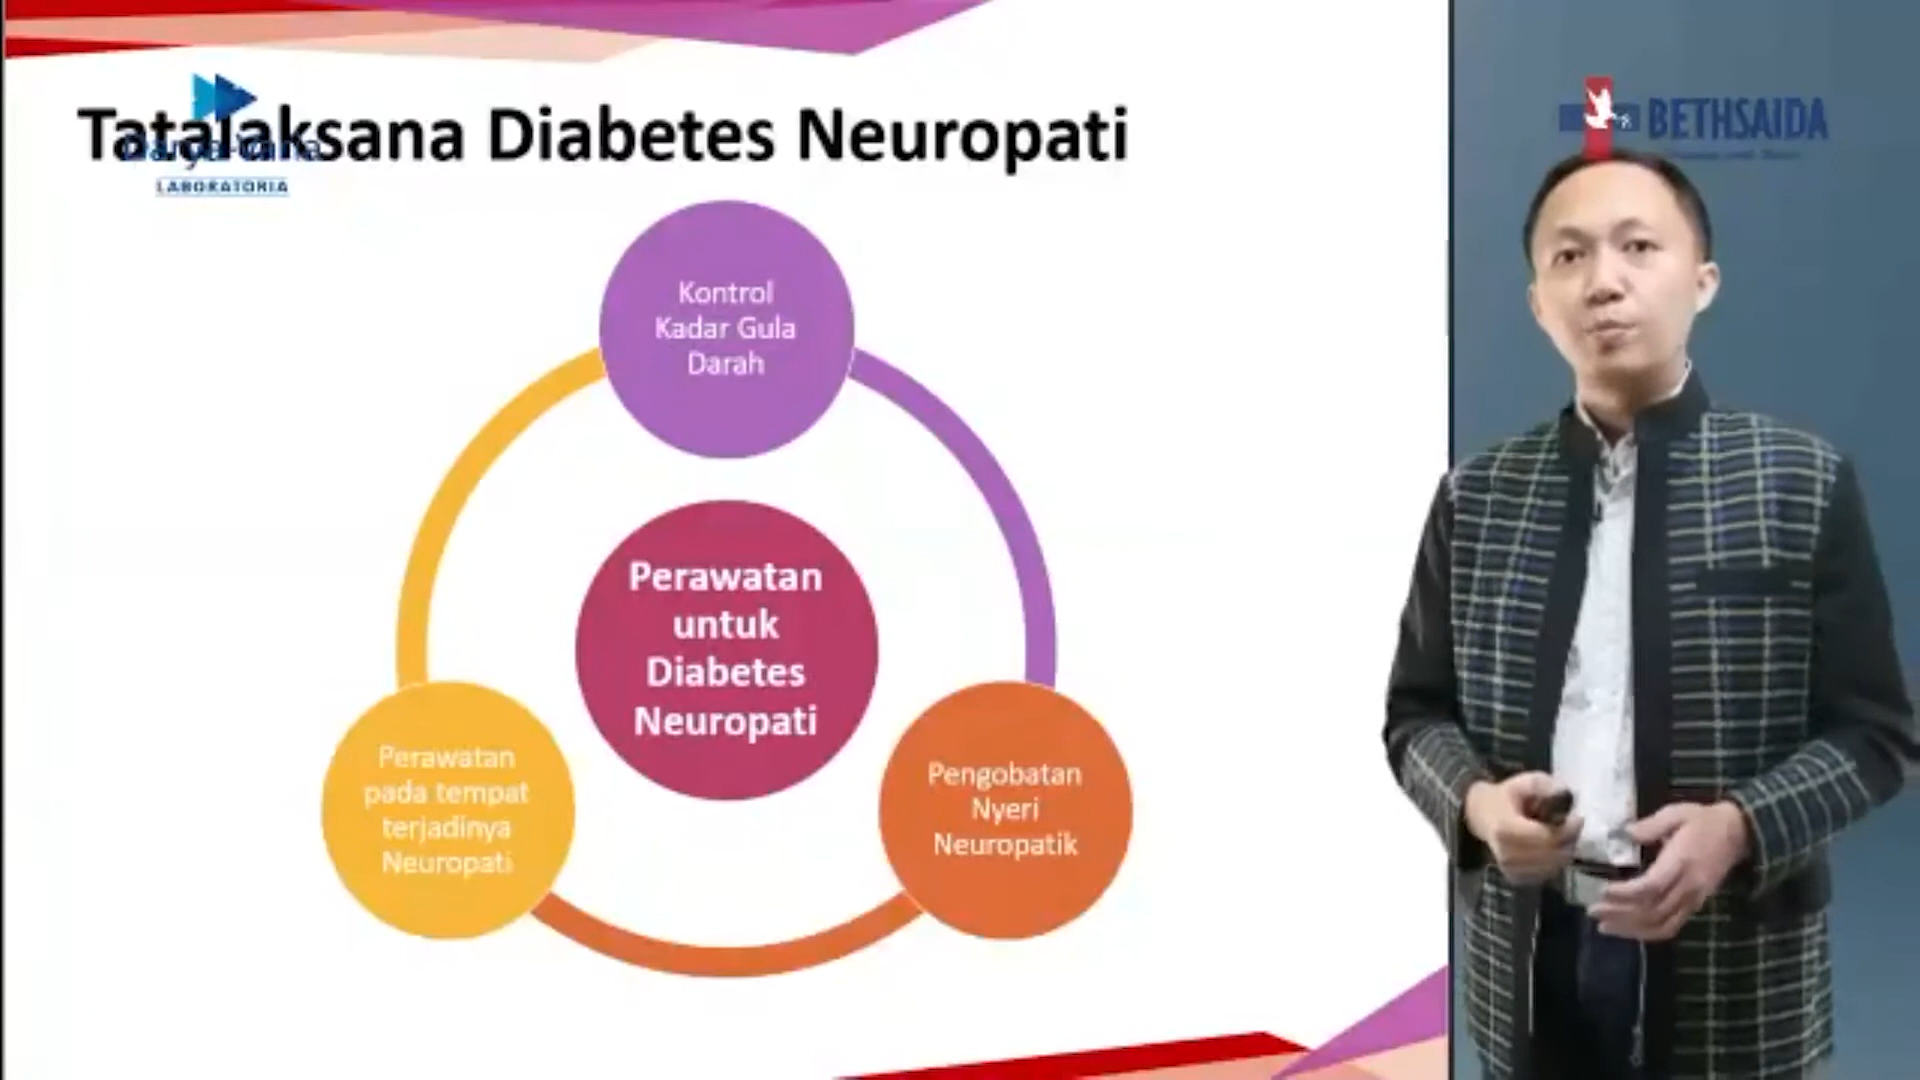 Tatalaksana Diabetes Neuropati
LABORATORIA
BETHSAIDA
Kontrol
Kadar Gula
Darah
Perawatan
untuk
Diabetes
Neuropati
Perawatan
pada tempat
terjadinya
Neuropati
Pengobatan
Nyeri
Neuropatik